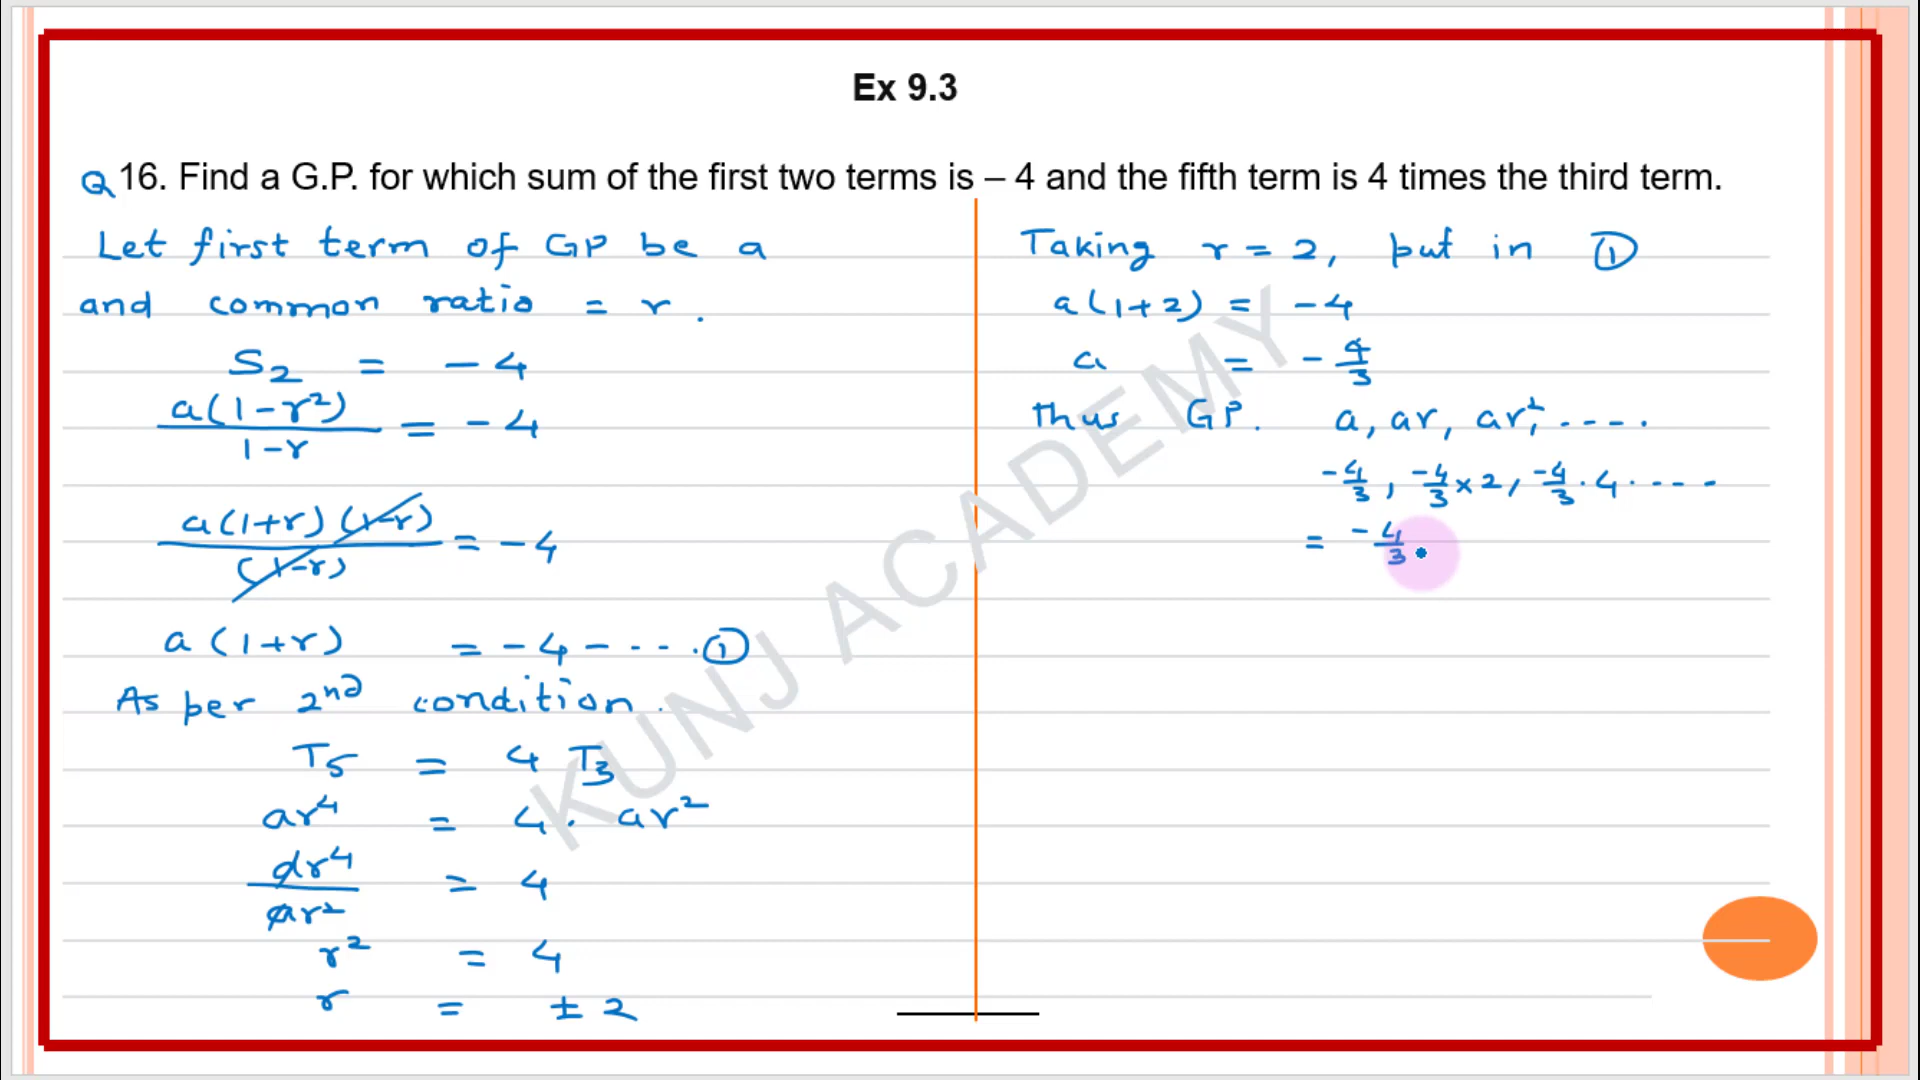 Ex 9.3
Q 16. Find a G.P. for which sum of the first two terms is – 4 and the fifth term is 4 times the third term.
Let first term of GP be a
and common ratio = r.
S2 = -4
a(1-r²)
1-r
= -4
a(1+r)(1-r)
(1-r)
= -4
a(1+r) = -4 - - - . ①
As per 2nd condition.
T5 = 4 T3
ar⁴ = 4. ar²
ar⁴
ar²
= 4
r² = 4
r = ±2
Taking r = 2, put in ①
a(1+2) = -4
a = -4/3
Thus GP. a, ar, ar², ....
-4/3, -4/3 × 2, -4/3 . 4 . ....
= -4/3
KUNJ ACADEMY